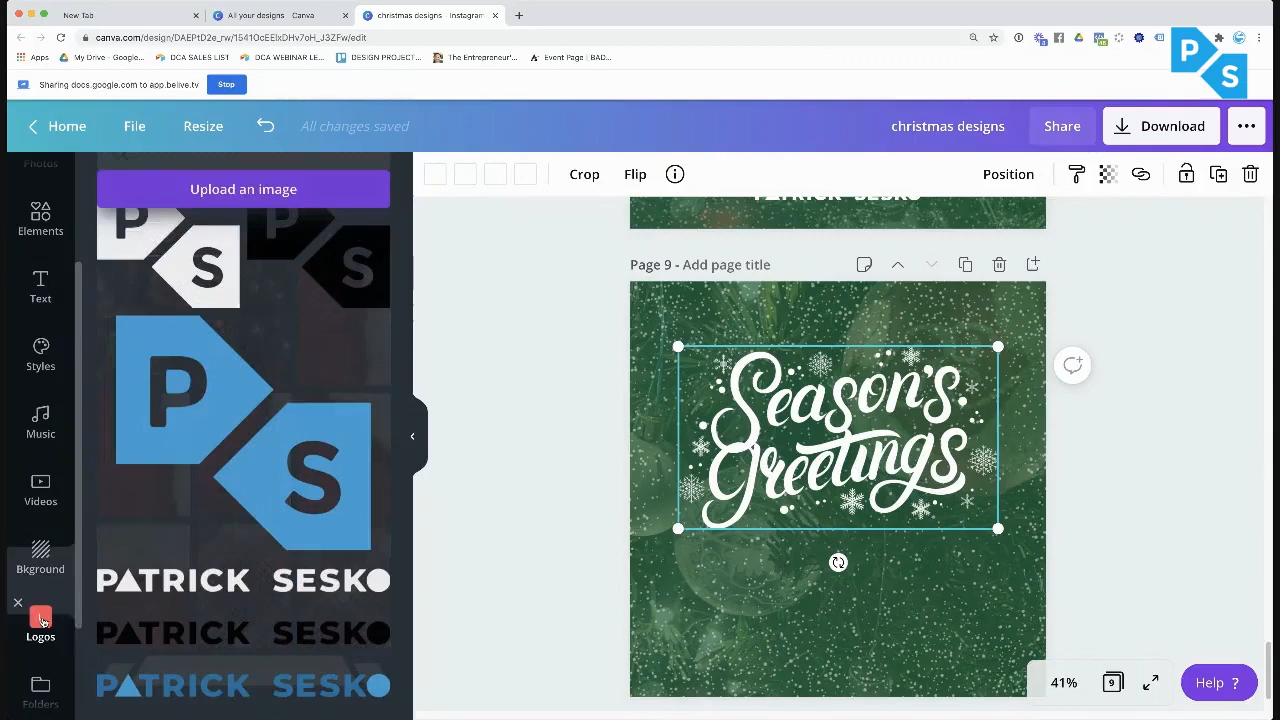 New Tab
All your designs - Canva
christmas designs - Instagram
canva.com/design/DAEPtD2e_rw/1541OcEElxDHv7oH_J3ZFw/edit
Apps
My Drive - Google...
DCA SALES LIST
DCA WEBINAR LE...
DESIGN PROJECT...
The Entrepreneur'...
Event Page | BAD...
P
S
Sharing docs.google.com to app.belive.tv
Stop
Home
File
Resize
All changes saved
christmas designs
Share
Download
Photos
Upload an image
Crop
Flip
Position
Elements
P
S
S
PATRICK SESKO
Page 9 - Add page title
Text
Styles
P
S
Season's
Greetings
Music
Videos
Bkground
PATRICK SESKO
Logos
PATRICK SESKO
Folders
PATRICK SESKO
41%
9
Help ?